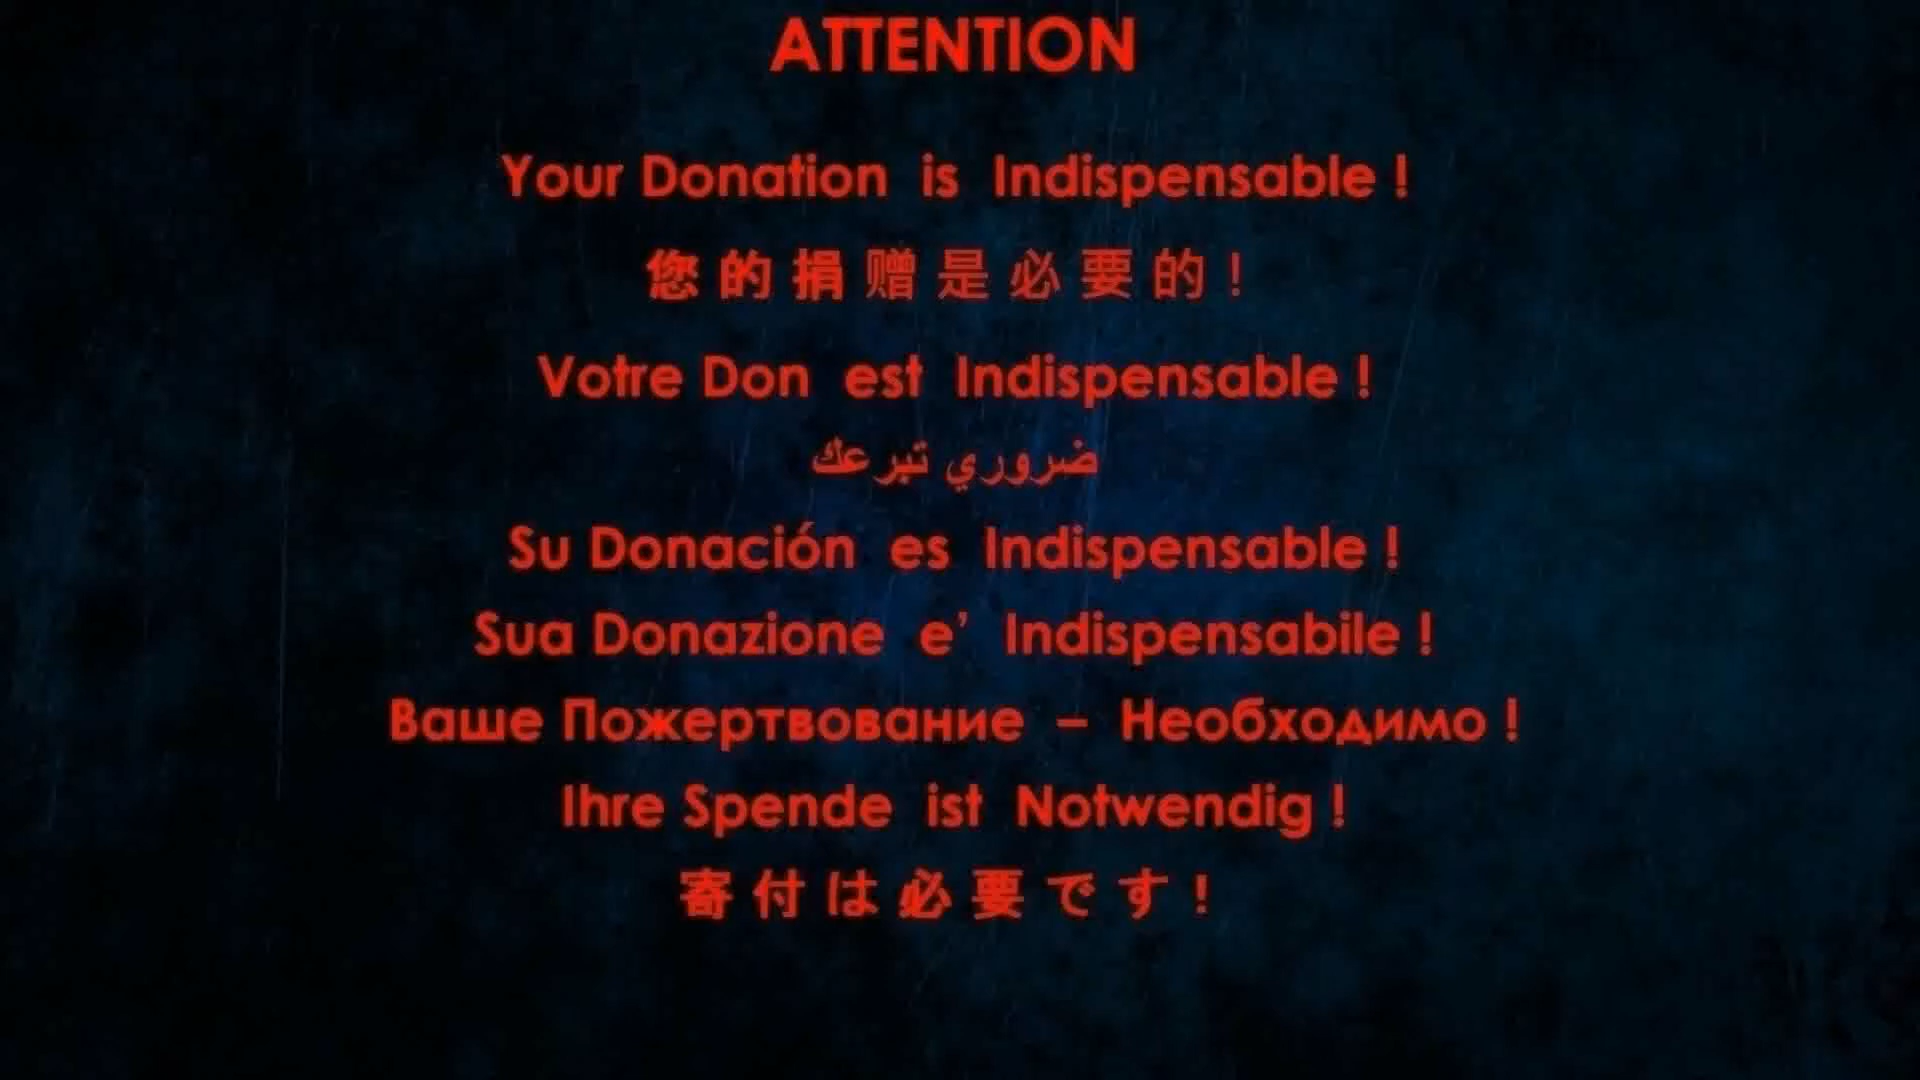 ATTENTION
Your Donation is Indispensable !
您的捐赠是必要的！
Votre Don est Indispensable !
ضروري تبرعك
Su Donación es Indispensable !
Sua Donazione e’ Indispensabile !
Ваше Пожертвование – Необходимо !
Ihre Spende ist Notwendig !
寄付は必要です！